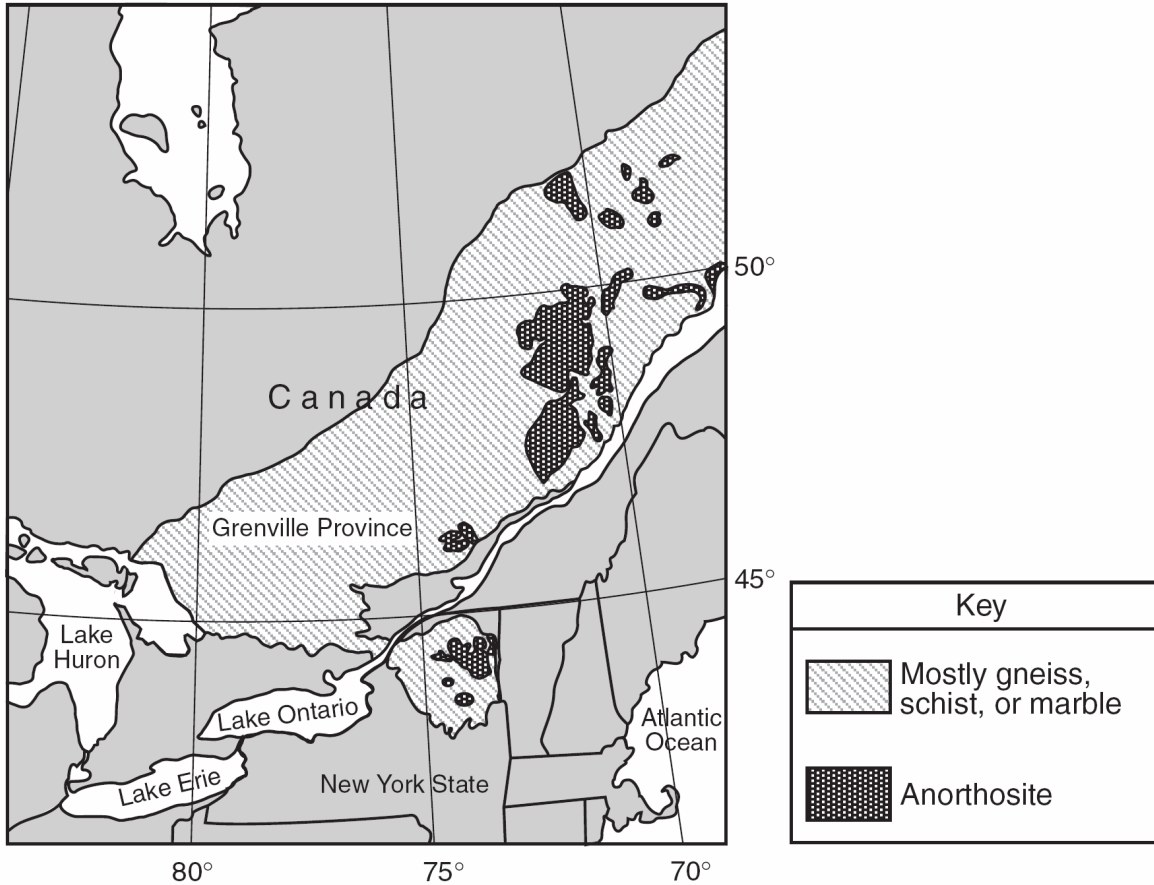 50°
Canada
Grenville Province
45°
Lake
Huron
Lake Ontario
Atlantic
Ocean
Lake Erie
New York State
80°
75°
70°
Key
Mostly gneiss,
schist, or marble
Anorthosite